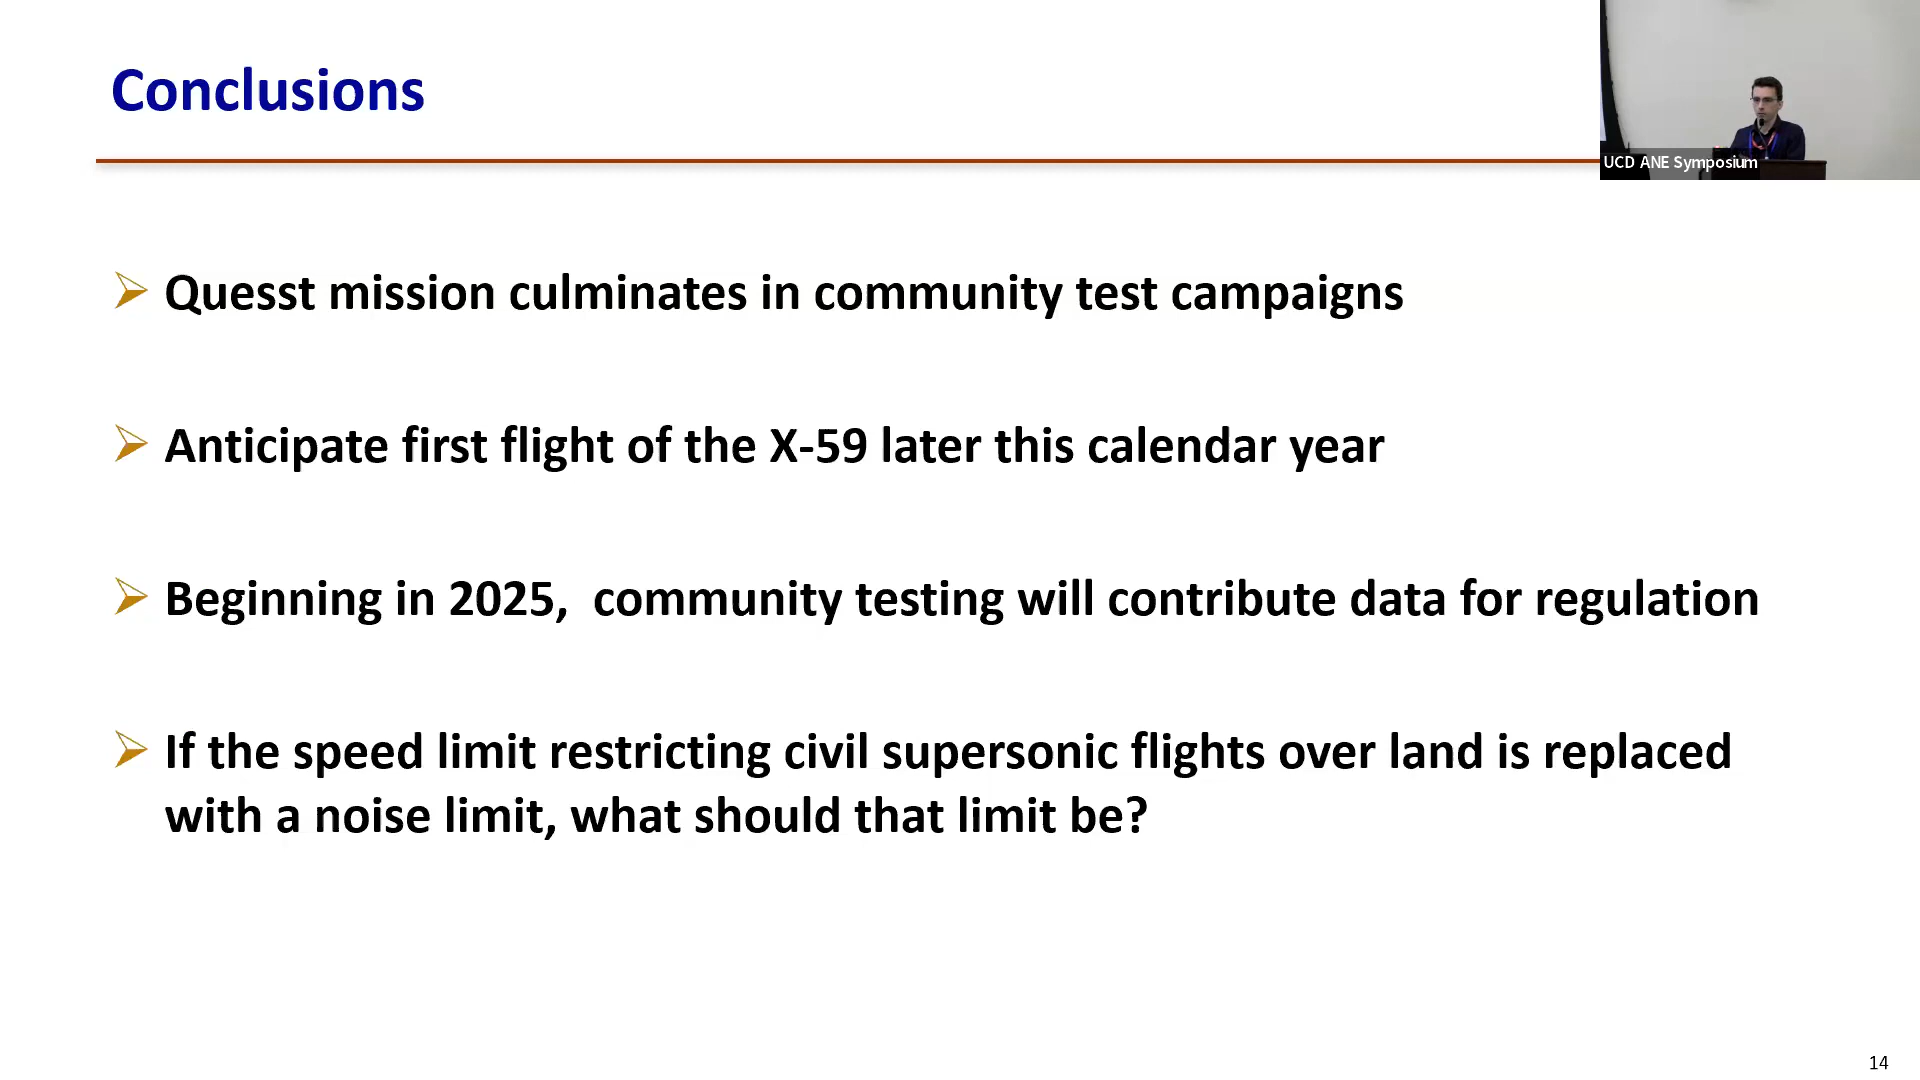 Conclusions
UCD ANE Symposium
Quesst mission culminates in community test campaigns
Anticipate first flight of the X-59 later this calendar year
Beginning in 2025,  community testing will contribute data for regulation
If the speed limit restricting civil supersonic flights over land is replaced
with a noise limit, what should that limit be?
14